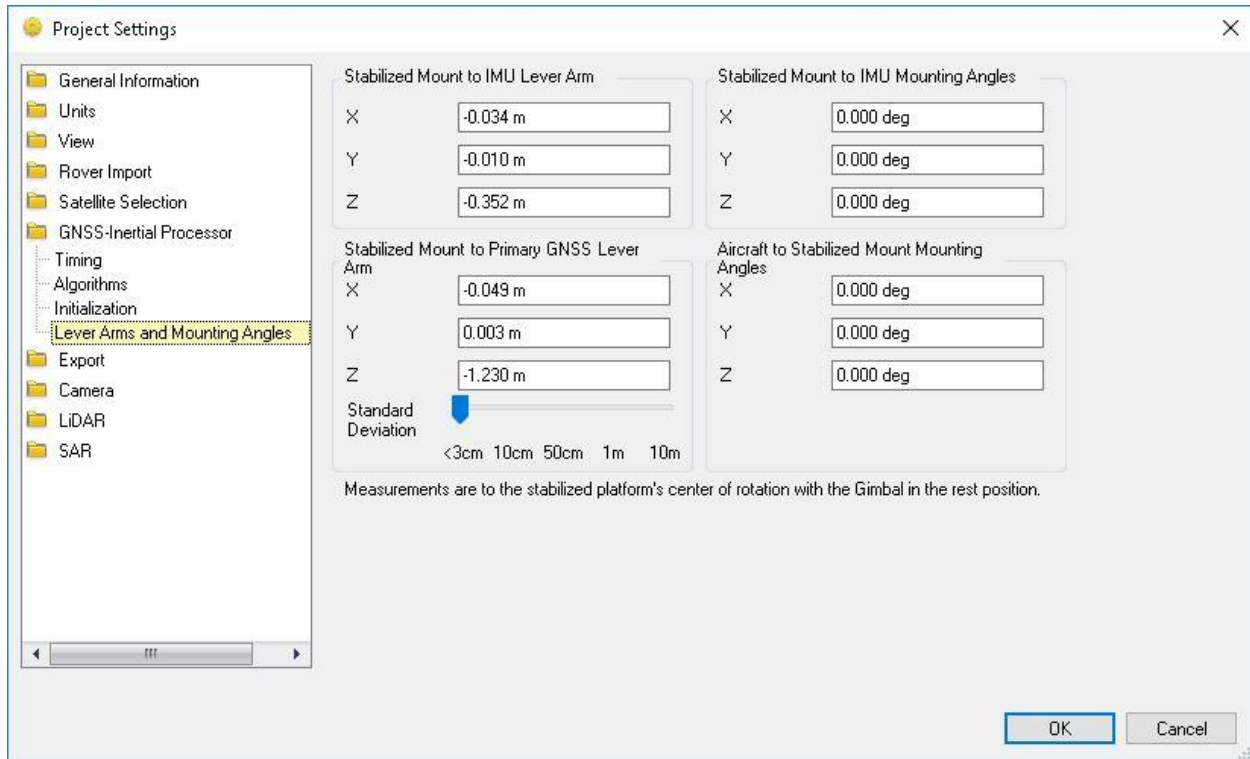 Project Settings
General Information
Units
View
Rover Import
Satellite Selection
GNSS-Inertial Processor
Timing
Algorithms
Initialization
Lever Arms and Mounting Angles
Export
Camera
LiDAR
SAR
Stabilized Mount to IMU Lever Arm
X -0.034 m
Y -0.010 m
Z -0.352 m
Stabilized Mount to IMU Mounting Angles
X 0.000 deg
Y 0.000 deg
Z 0.000 deg
Stabilized Mount to Primary GNSS Lever
Arm
X -0.049 m
Y 0.003 m
Z -1.230 m
Standard
Deviation
<3cm 10cm 50cm 1m 10m
Aircraft to Stabilized Mount Mounting
Angles
X 0.000 deg
Y 0.000 deg
Z 0.000 deg
Measurements are to the stabilized platform's center of rotation with the Gimbal in the rest position.
OK Cancel